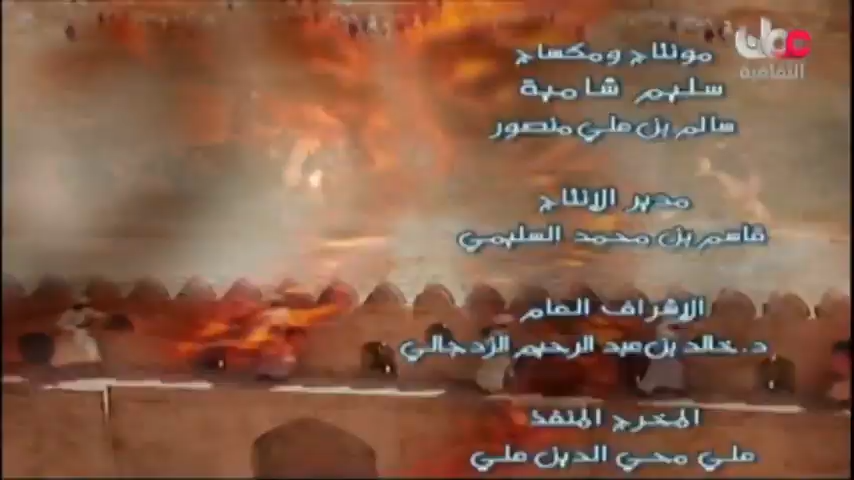 عمان
الثقافية
مونتاج ومكساج
سليم شامية
سالم بن علي منصور
مدير الإنتاج
قاسم بن محمد السليمي
الإشراف العام
د. خالد بن عبد الرحيم الزدجالي
المخرج المنفذ
علي محي الدين علي